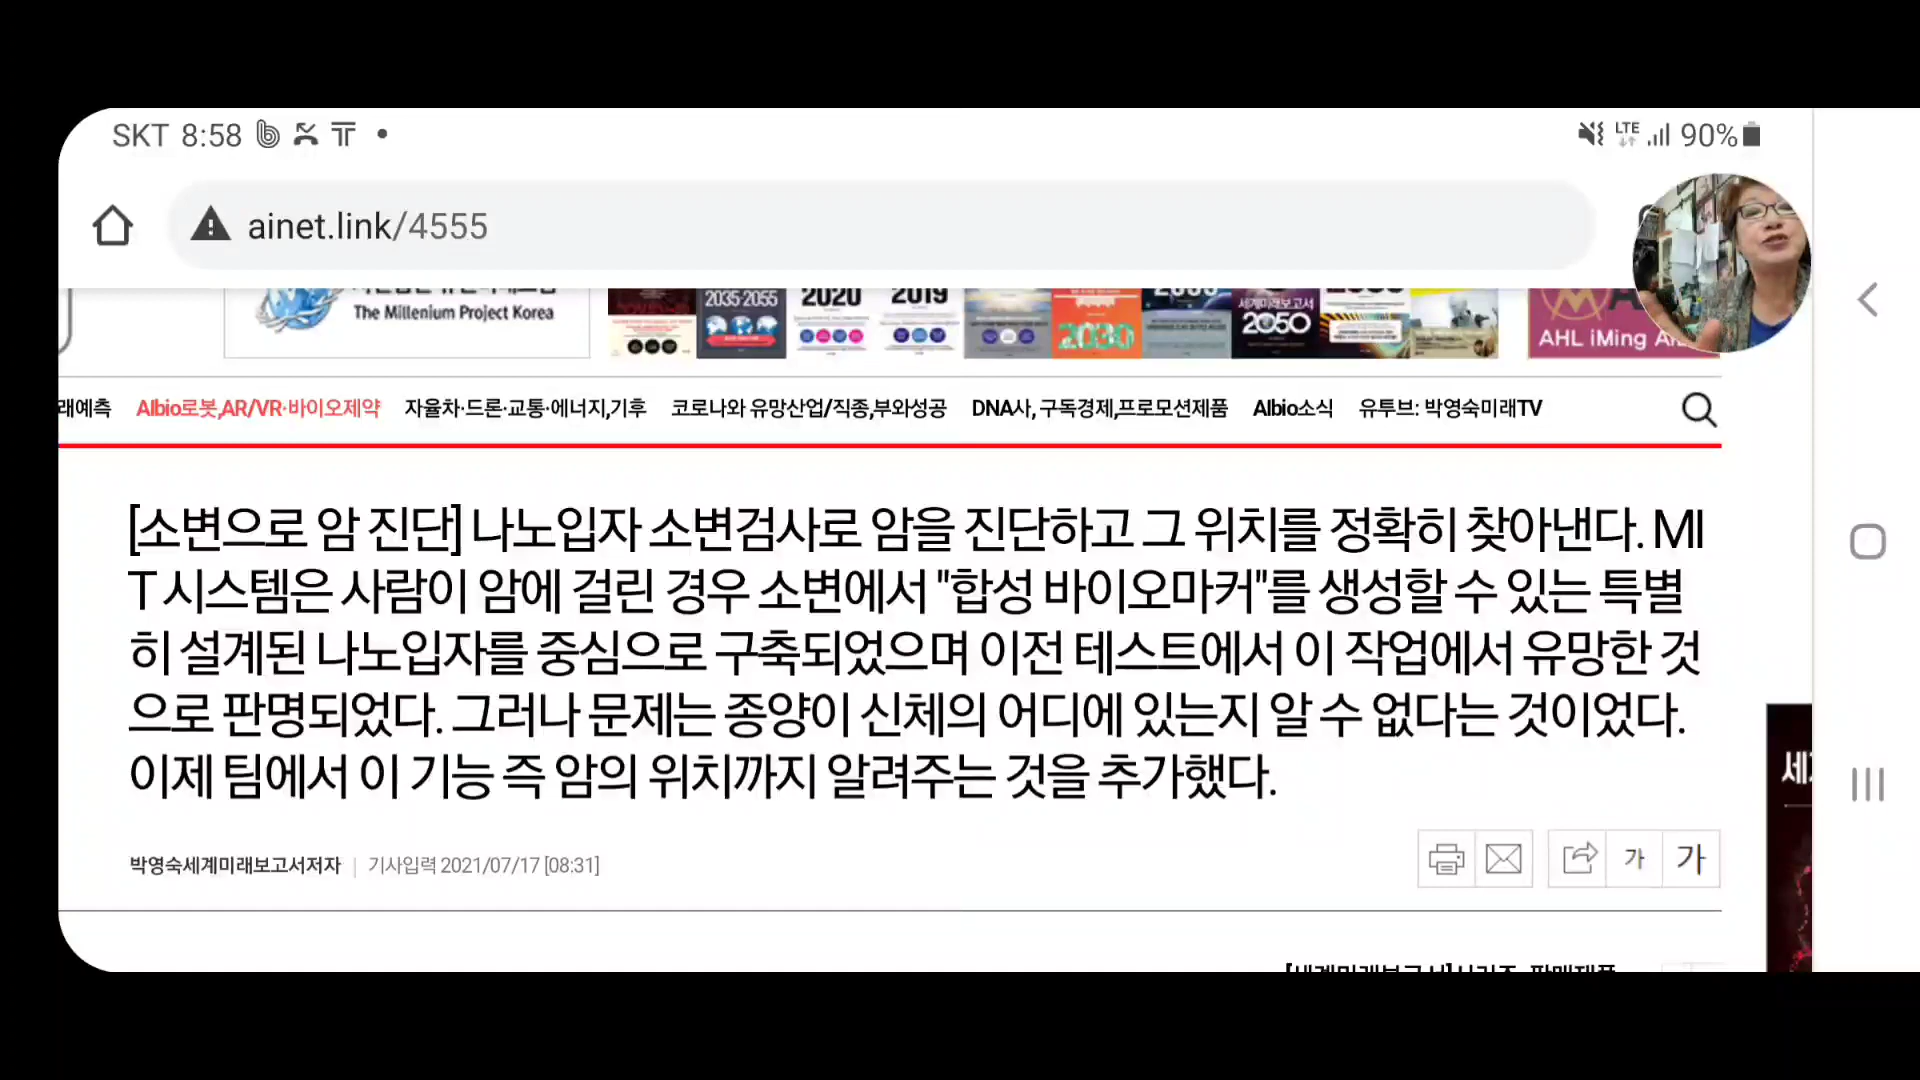 SKT 8:58
LTE 90%
ainet.link/4555
The Millenium Project Korea
2035·2055
2020
2019
2030
세계미래보고서
2050
AHL iMing
래예측 AIbio로봇,AR/VR·바이오제약 자율차·드론·교통·에너지,기후 코로나와 유망산업/직종,부와성공 DNA사, 구독경제,프로모션제품 AIbio소식 유투브: 박영숙미래TV
[소변으로 암 진단] 나노입자 소변검사로 암을 진단하고 그 위치를 정확히 찾아낸다. MI
T 시스템은 사람이 암에 걸린 경우 소변에서 "합성 바이오마커"를 생성할 수 있는 특별
히 설계된 나노입자를 중심으로 구축되었으며 이전 테스트에서 이 작업에서 유망한 것
으로 판명되었다. 그러나 문제는 종양이 신체의 어디에 있는지 알 수 없다는 것이었다.
이제 팀에서 이 기능 즉 암의 위치까지 알려주는 것을 추가했다.
박영숙세계미래보고서저자 | 기사입력 2021/07/17 [08:31]
가 가